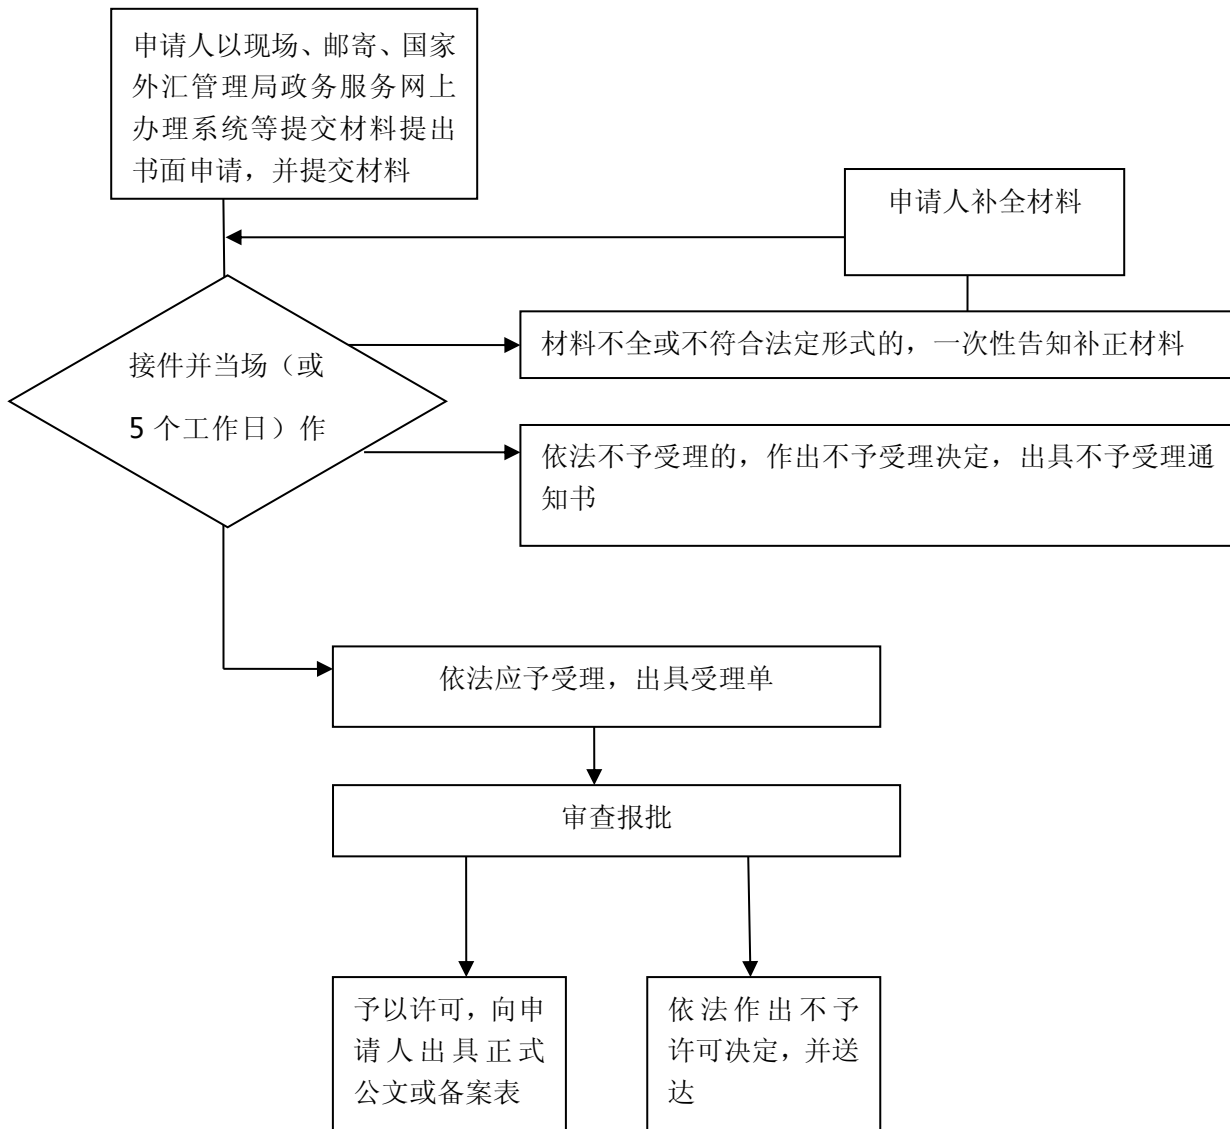 申请人以现场、邮寄、国家
外汇管理局政务服务网上
办理系统等提交材料提出
书面申请，并提交材料
申请人补全材料
材料不全或不符合法定形式的，一次性告知补正材料
接件并当场（或
5 个工作日）作
依法不予受理的，作出不予受理决定，出具不予受理通
知书
依法应予受理，出具受理单
审查报批
予以许可，向申
请人出具正式
公文或备案表
依法作出不予
许可决定，并送
达